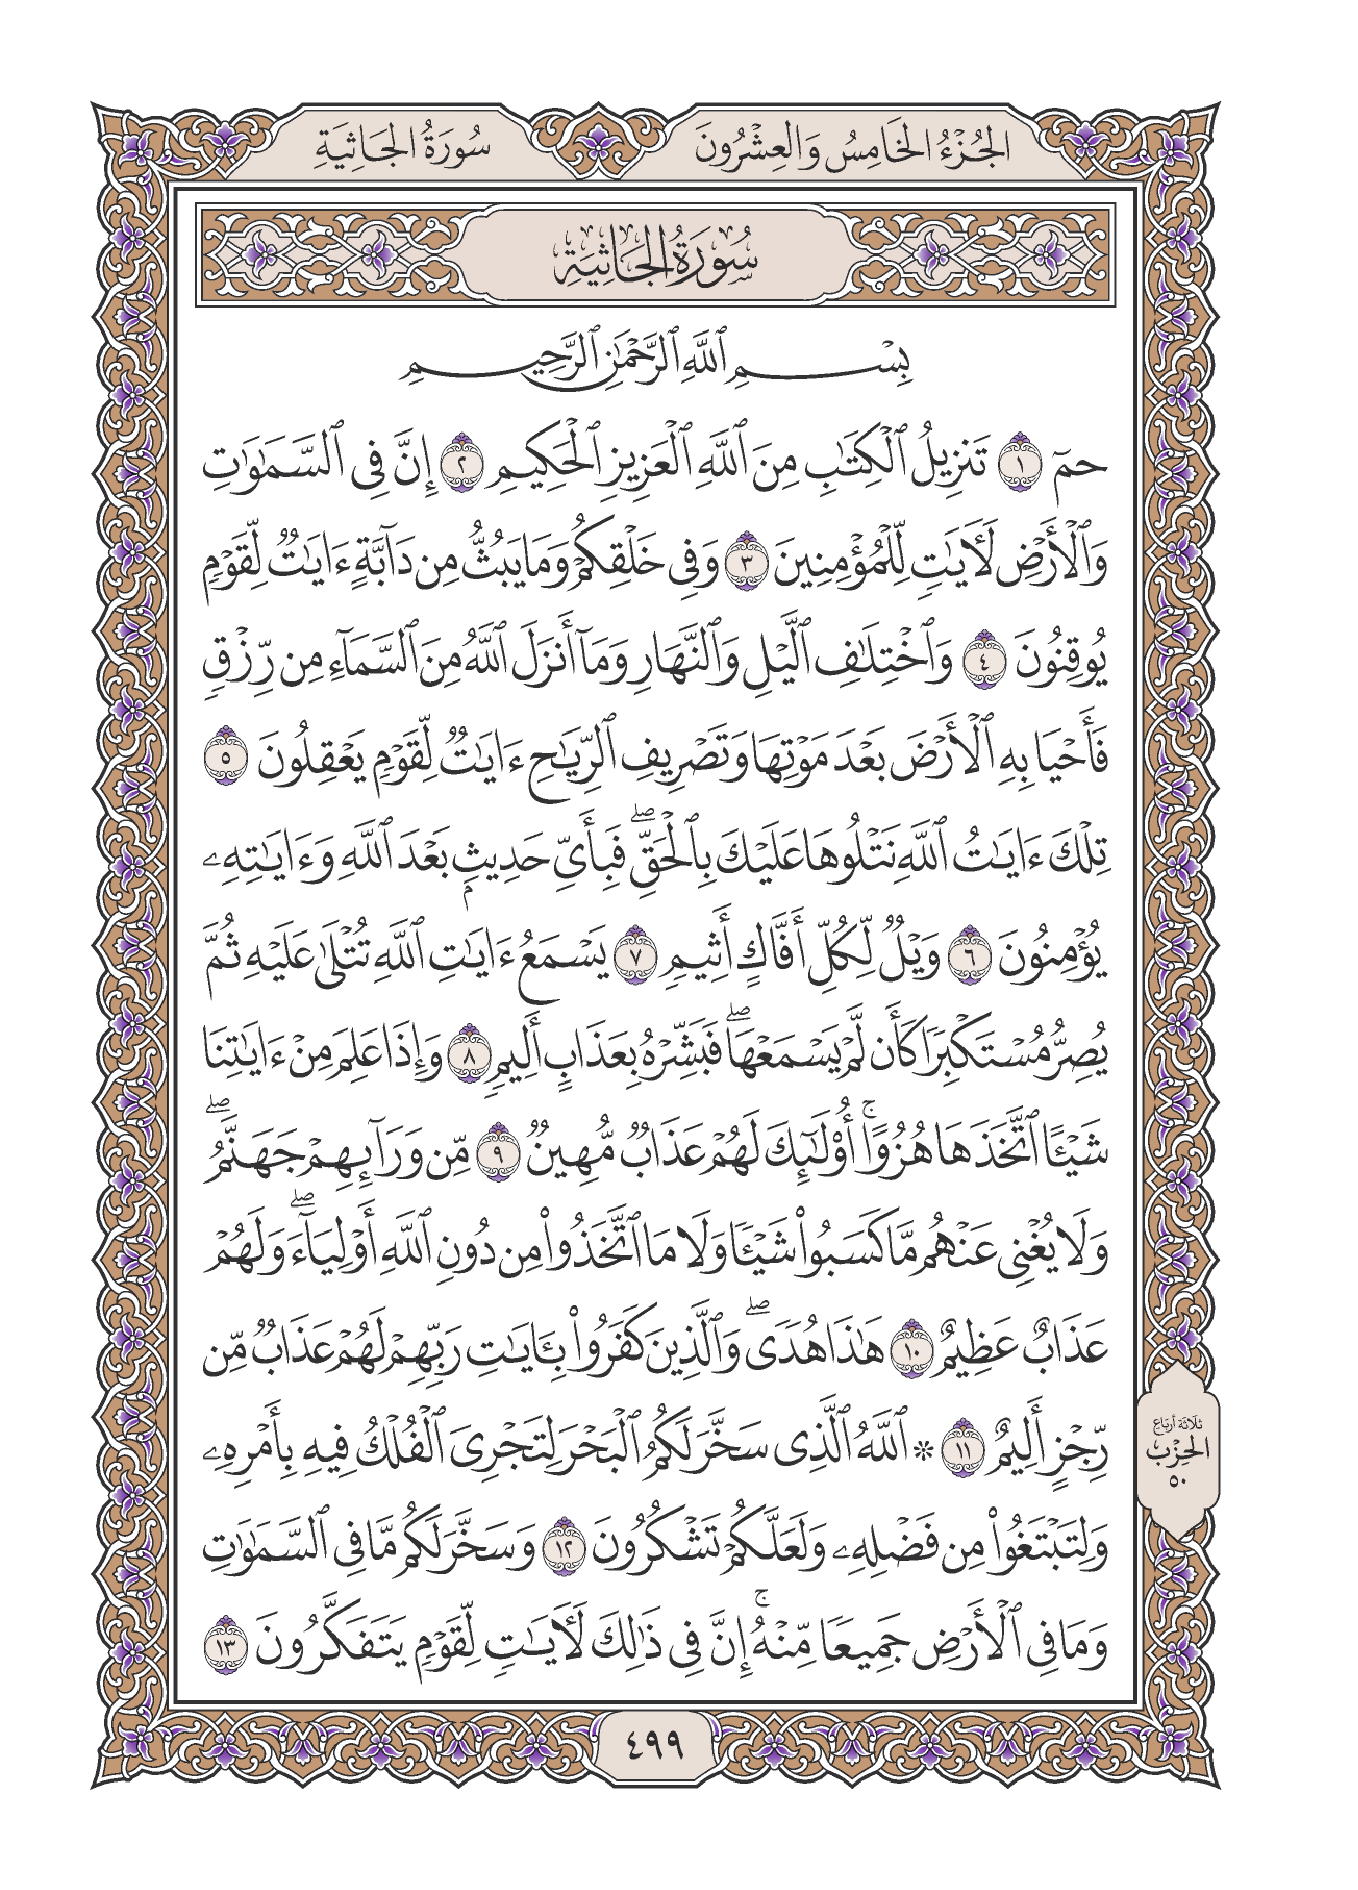 الجُزْءُ الخَامِسُ وَالعِشْرُونَ
سُورَةُ الجَاثِيَةِ
سُورَةُ الجَاثِيَةِ
بِسْمِ ٱللَّهِ ٱلرَّحْمَٰنِ ٱلرَّحِيمِ
حمٓ ١ تَنزِيلُ ٱلْكِتَٰبِ مِنَ ٱللَّهِ ٱلْعَزِيزِ ٱلْحَكِيمِ ٢ إِنَّ فِى ٱلسَّمَٰوَٰتِ
وَٱلْأَرْضِ لَءَايَٰتٍ لِّلْمُؤْمِنِينَ ٣ وَفِى خَلْقِكُمْ وَمَا يَبُثُّ مِن دَآبَّةٍ ءَايَٰتٌ لِّقَوْمٍ
يُوقِنُونَ ٤ وَٱخْتِلَٰفِ ٱلَّيْلِ وَٱلنَّهَارِ وَمَآ أَنزَلَ ٱللَّهُ مِنَ ٱلسَّمَآءِ مِن رِّزْقٍ
فَأَحْيَا بِهِ ٱلْأَرْضَ بَعْدَ مَوْتِهَا وَتَصْرِيفِ ٱلرِّيَٰحِ ءَايَٰتٌ لِّقَوْمٍ يَعْقِلُونَ ٥
تِلْكَ ءَايَٰتُ ٱللَّهِ نَتْلُوهَا عَلَيْكَ بِٱلْحَقِّۖ فَبِأَىِّ حَدِيثٍۭ بَعْدَ ٱللَّهِ وَءَايَٰتِهِۦ
يُؤْمِنُونَ ٦ وَيْلٌ لِّكُلِّ أَفَّاكٍ أَثِيمٍ ٧ يَسْمَعُ ءَايَٰتِ ٱللَّهِ تُتْلَىٰ عَلَيْهِ ثُمَّ
يُصِرُّ مُسْتَكْبِرًا كَأَن لَّمْ يَسْمَعْهَاۖ فَبَشِّرْهُ بِعَذَابٍ أَلِيمٍ ٨ وَإِذَا عَلِمَ مِنْ ءَايَٰتِنَا
شَيْـًٔا ٱتَّخَذَهَا هُزُوًاۚ أُو۟لَٰٓئِكَ لَهُمْ عَذَابٌ مُّهِينٌ ٩ مِّن وَرَآئِهِمْ جَهَنَّمُۖ
وَلَا يُغْنِى عَنْهُم مَّا كَسَبُوا۟ شَيْـًٔا وَلَا مَا ٱتَّخَذُوا۟ مِن دُونِ ٱللَّهِ أَوْلِيَآءَۖ وَلَهُمْ
عَذَابٌ عَظِيمٌ ١٠ هَٰذَا هُدًىۖ وَٱلَّذِينَ كَفَرُوا۟ بِـَٔايَٰتِ رَبِّهِمْ لَهُمْ عَذَابٌ مِّن
رِّجْزٍ أَلِيمٌ ١١ ۞ ٱللَّهُ ٱلَّذِى سَخَّرَ لَكُمُ ٱلْبَحْرَ لِتَجْرِىَ ٱلْفُلْكُ فِيهِ بِأَمْرِهِۦ
وَلِتَبْتَغُوا۟ مِن فَضْلِهِۦ وَلَعَلَّكُمْ تَشْكُرُونَ ١٢ وَسَخَّرَ لَكُم مَّا فِى ٱلسَّمَٰوَٰتِ
وَمَا فِى ٱلْأَرْضِ جَمِيعًا مِّنْهُۚ إِنَّ فِى ذَٰلِكَ لَءَايَٰتٍ لِّقَوْمٍ يَتَفَكَّرُونَ ١٣
ثلَاثَة أرباع
الحِزْب
٥٠
٤٩٩